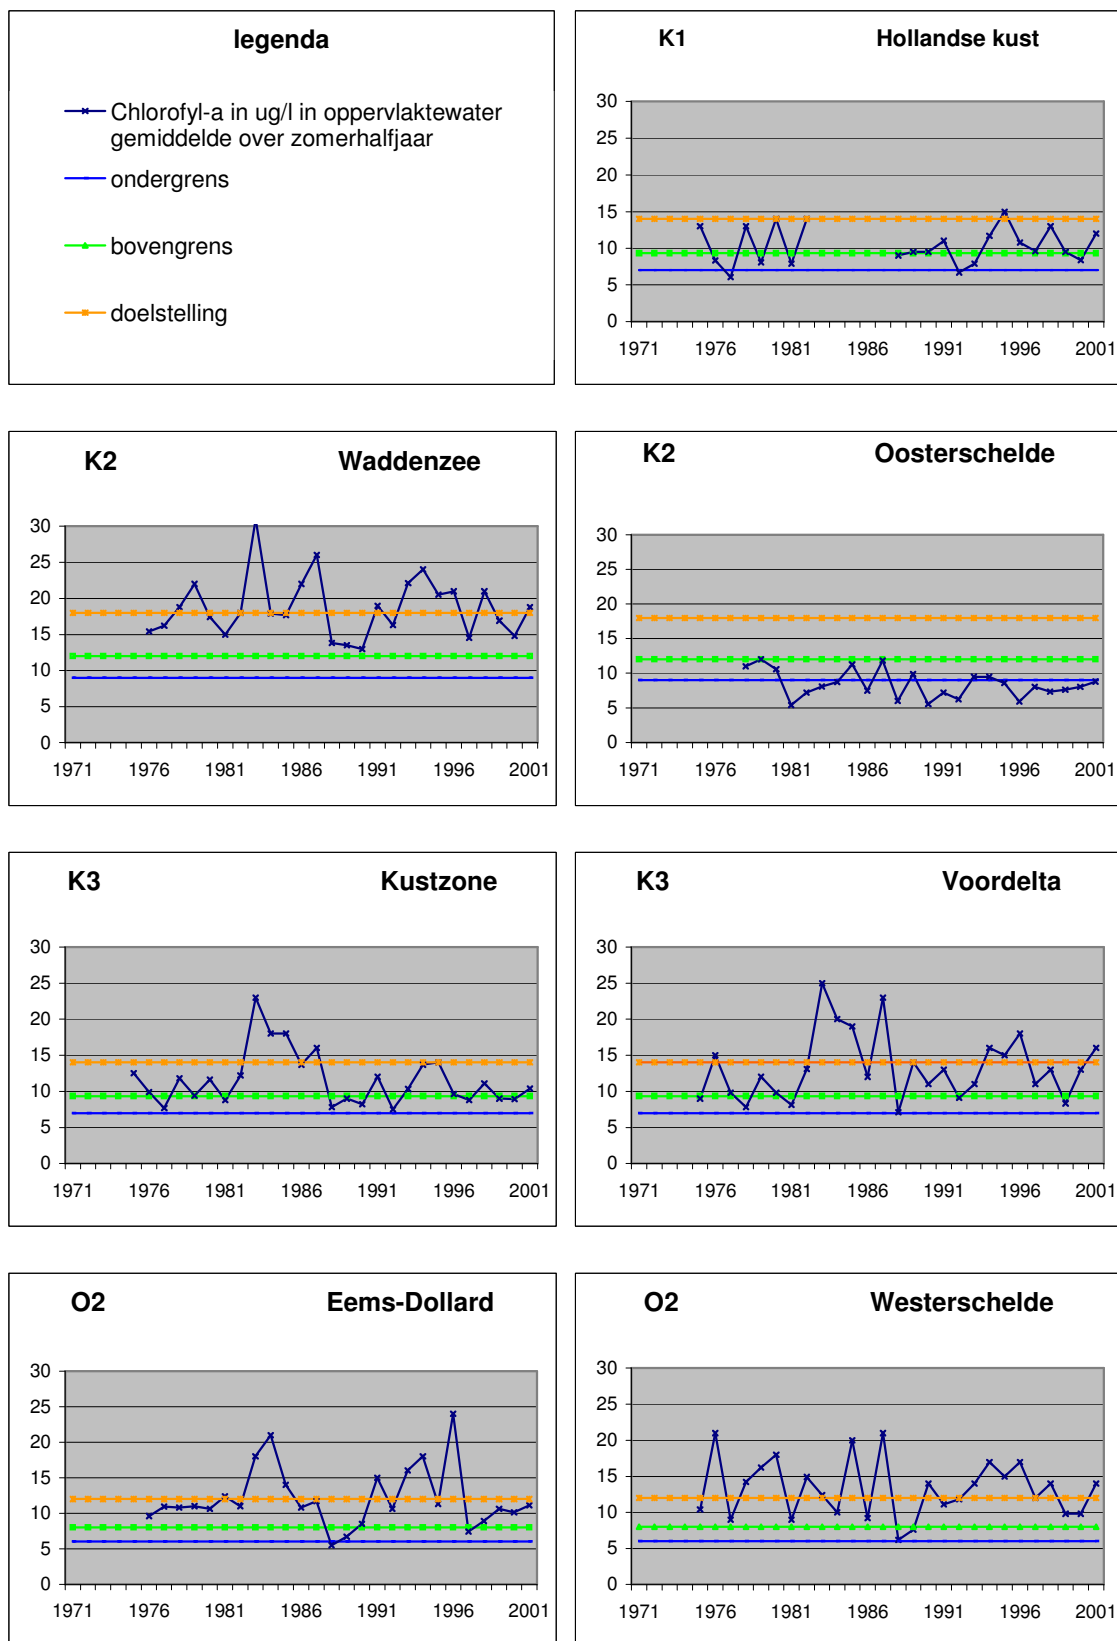 legenda
Chlorofyl-a in ug/l in oppervlaktewater
gemiddelde over zomerhalfjaar
ondergrens
bovengrens
doelstelling
K1 Hollandse kust
30
25
20
15
10
5
0
1971 1976 1981 1986 1991 1996 2001
K2 Waddenzee
30
25
20
15
10
5
0
1971 1976 1981 1986 1991 1996 2001
K2 Oosterschelde
30
25
20
15
10
5
0
1971 1976 1981 1986 1991 1996 2001
K3 Kustzone
30
25
20
15
10
5
0
1971 1976 1981 1986 1991 1996 2001
K3 Voordelta
30
25
20
15
10
5
0
1971 1976 1981 1986 1991 1996 2001
O2 Eems-Dollard
30
25
20
15
10
5
0
1971 1976 1981 1986 1991 1996 2001
O2 Westerschelde
30
25
20
15
10
5
0
1971 1976 1981 1986 1991 1996 2001